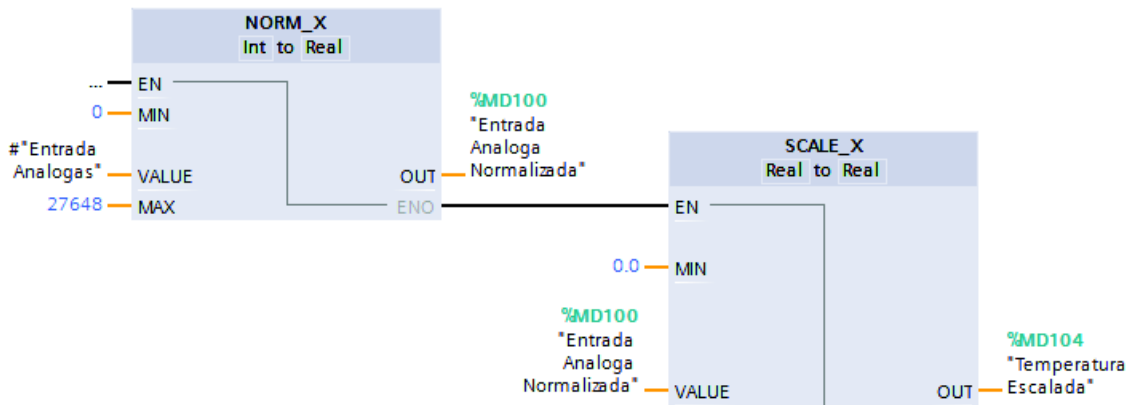 NORM_X
Int to Real
... EN
0 MIN
%MD100
"Entrada
Analoga
Normalizada"
#"Entrada
Analogas"
VALUE
OUT
27648 MAX
ENO
SCALE_X
Real to Real
EN
0.0 MIN
%MD100
"Entrada
Analoga
Normalizada"
VALUE
OUT
%MD104
"Temperatura
Escalada"